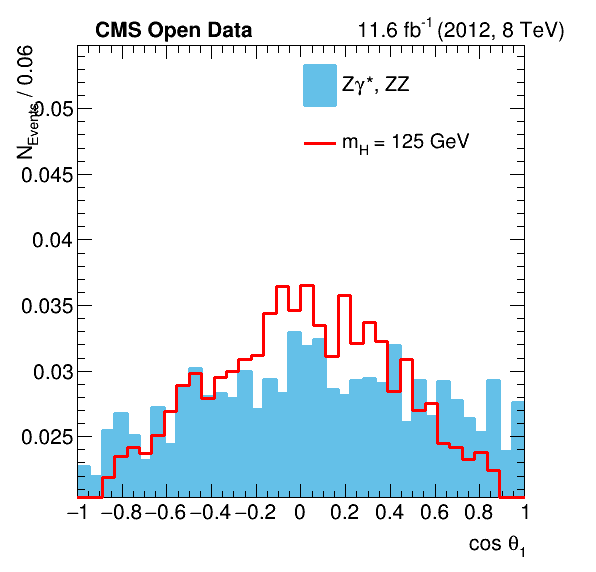 CMS Open Data 11.6 fb⁻¹ (2012, 8 TeV)
N_Events / 0.06
Zγ*, ZZ
m_H = 125 GeV
0.05
0.045
0.04
0.035
0.03
0.025
−1 −0.8 −0.6 −0.4 −0.2 0 0.2 0.4 0.6 0.8 1
cos θ₁